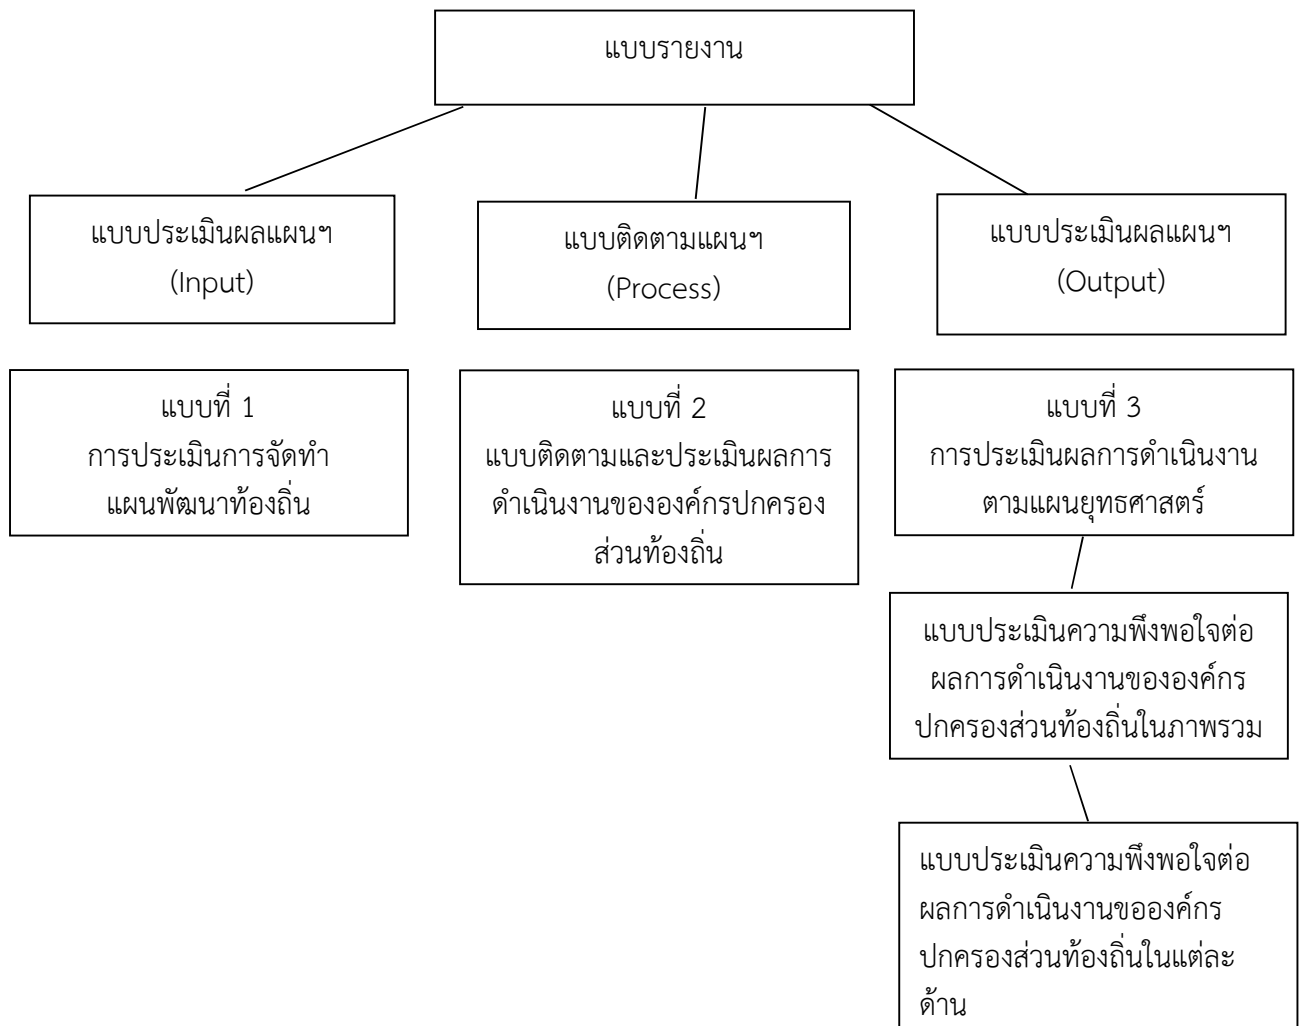 แบบรายงาน
แบบประเมินผลแผนฯ
(Input)
แบบติดตามแผนฯ
(Process)
แบบประเมินผลแผนฯ
(Output)
แบบที่ 1
การประเมินการจัดทำ
แผนพัฒนาท้องถิ่น
แบบที่ 2
แบบติดตามและประเมินผลการ
ดำเนินงานขององค์กรปกครอง
ส่วนท้องถิ่น
แบบที่ 3
การประเมินผลการดำเนินงาน
ตามแผนยุทธศาสตร์
แบบประเมินความพึงพอใจต่อ
ผลการดำเนินงานขององค์กร
ปกครองส่วนท้องถิ่นในภาพรวม
แบบประเมินความพึงพอใจต่อ
ผลการดำเนินงานขอองค์กร
ปกครองส่วนท้องถิ่นในแต่ละ
ด้าน